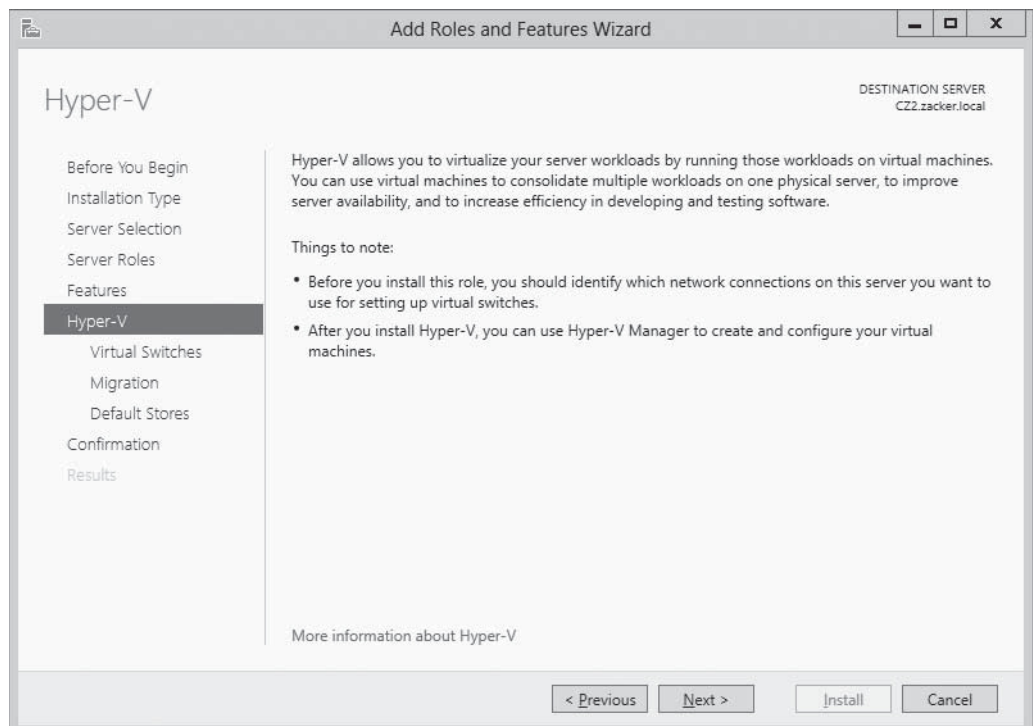 Add Roles and Features Wizard
Hyper-V
DESTINATION SERVER
CZ2.zacker.local
Before You Begin
Installation Type
Server Selection
Server Roles
Features
Hyper-V
Virtual Switches
Migration
Default Stores
Confirmation
Results
Hyper-V allows you to virtualize your server workloads by running those workloads on virtual machines.
You can use virtual machines to consolidate multiple workloads on one physical server, to improve
server availability, and to increase efficiency in developing and testing software.
Things to note:
• Before you install this role, you should identify which network connections on this server you want to
use for setting up virtual switches.
• After you install Hyper-V, you can use Hyper-V Manager to create and configure your virtual
machines.
More information about Hyper-V
< Previous
Next >
Install
Cancel